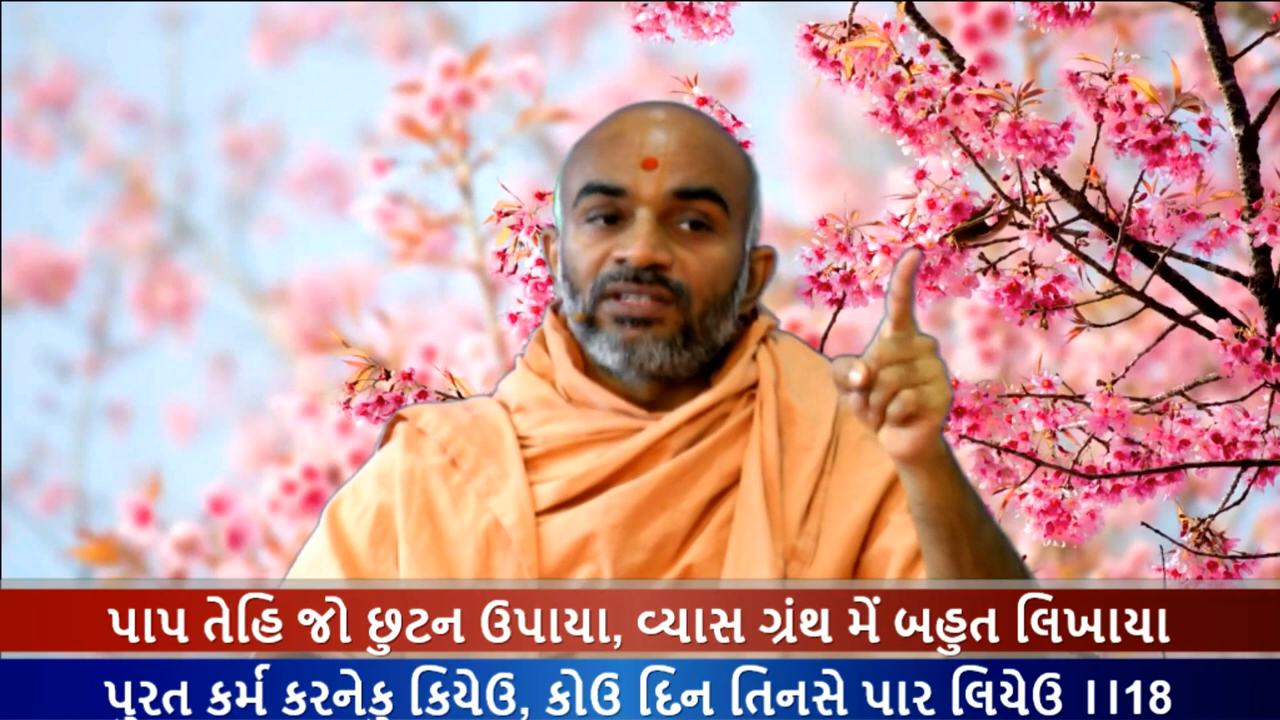 પાપ તેહિ જો છુટન ઉપાયા, વ્યાસ ગ્રંથ મેં બહુત લિખાયા
પુરત કર્મ કરનેકુ કિયેઉ, કોઉ દિન તિનસે પાર લિયેઉ ।।18